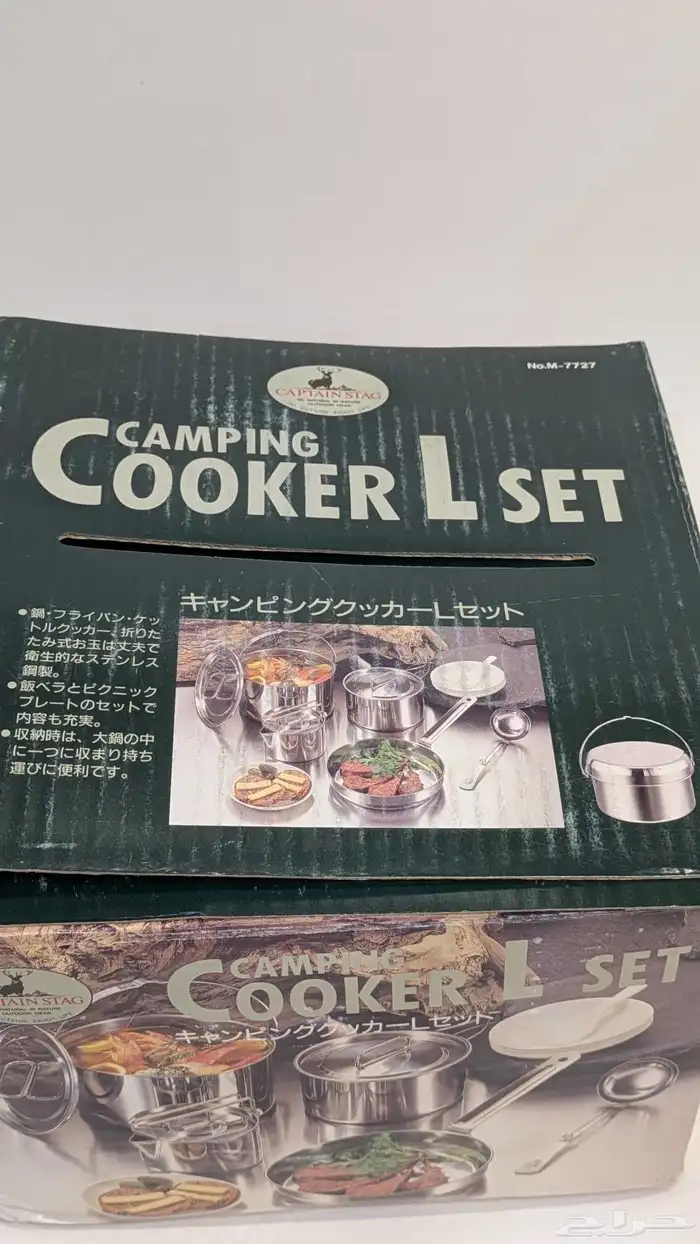 No.M-7727
CAPTAIN STAG
CAMPING
COOKER L SET
キャンピングクッカーLセット
●鍋・フライパン・ケッ
トルクッカー、折りた
たみ式お玉は丈夫で
衛生的なステンレス
鋼製。
●飯ベラとピクニック
プレートのセットで
内容も充実。
●収納時は、大鍋の中
に一つに収まり持ち
運びに便利です。
CAMPING
COOKER L SET
TAIN STAG
キャンピングクッカーLセット
حراج